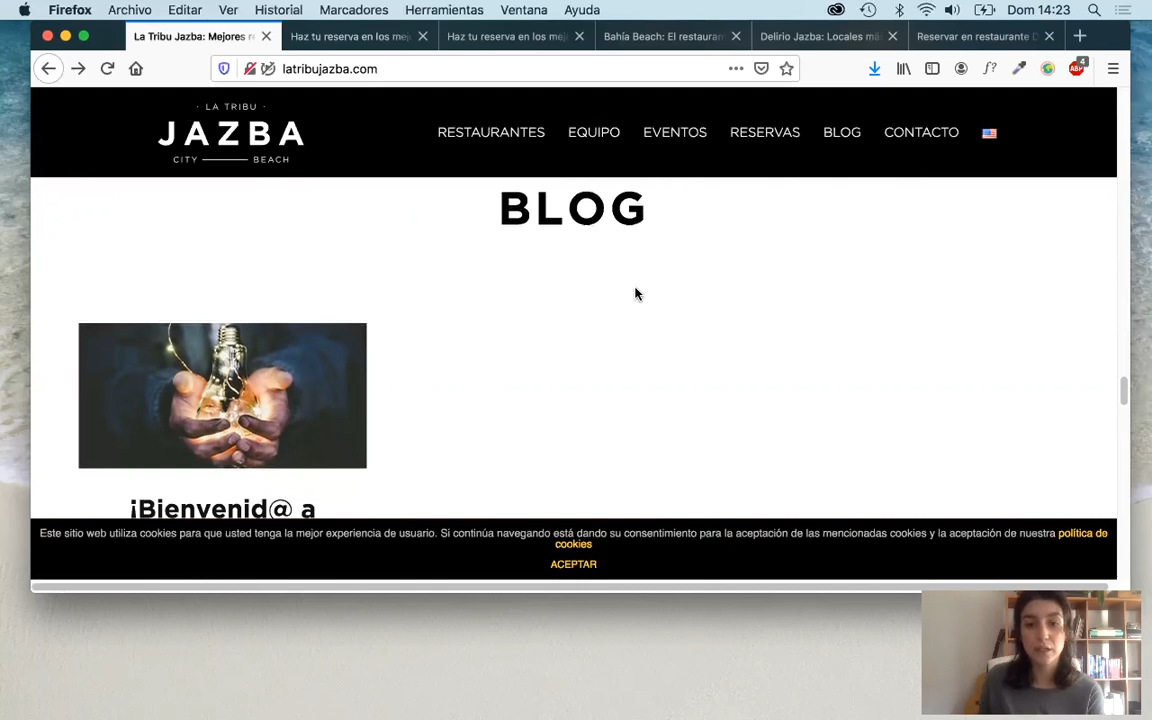 Firefox Archivo Editar Ver Historial Marcadores Herramientas Ventana Ayuda Dom 14:23
La Tribu Jazba: Mejores re Haz tu reserva en los mej Haz tu reserva en los mej Bahía Beach: El restauran Delirio Jazba: Locales má Reservar en restaurante D
latribujazba.com ABP 4
· LA TRIBU ·
JAZBA
CITY BEACH
RESTAURANTES EQUIPO EVENTOS RESERVAS BLOG CONTACTO
BLOG
¡Bienvenid@ a
Este sitio web utiliza cookies para que usted tenga la mejor experiencia de usuario. Si continúa navegando está dando su consentimiento para la aceptación de las mencionadas cookies y la aceptación de nuestra política de
cookies
ACEPTAR